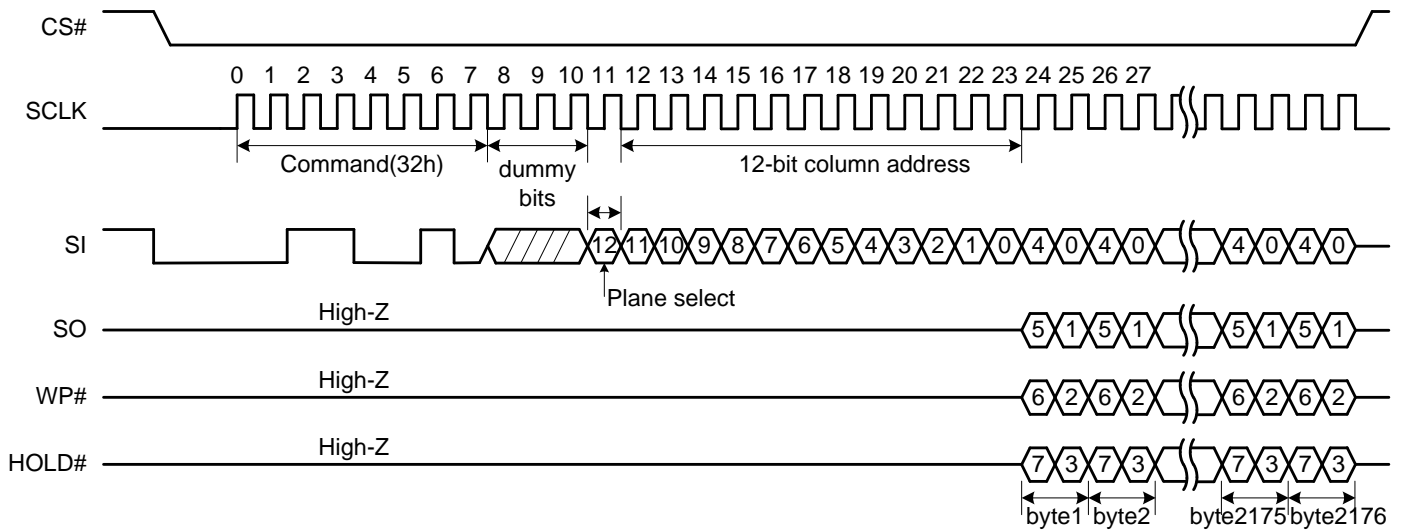 CS#
0 1 2 3 4 5 6 7 8 9 10 11 12 13 14 15 16 17 18 19 20 21 22 23 24 25 26 27
SCLK
Command(32h)
dummy bits
12-bit column address
SI
12 11 10 9 8 7 6 5 4 3 2 1 0 4 0 4 0 4 0 4 0
Plane select
SO
High-Z
5 1 5 1 5 1 5 1
WP#
High-Z
6 2 6 2 6 2 6 2
HOLD#
High-Z
7 3 7 3 7 3 7 3
byte1 byte2 byte2175 byte2176